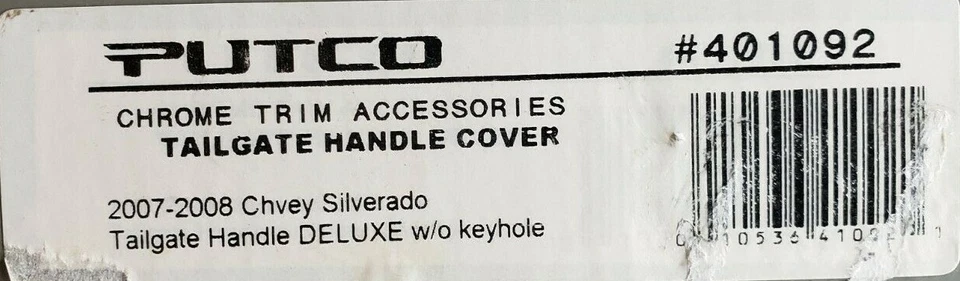 PUTCO
#401092
CHROME TRIM ACCESSORIES
TAILGATE HANDLE COVER
2007-2008 Chvey Silverado
Tailgate Handle DELUXE w/o keyhole